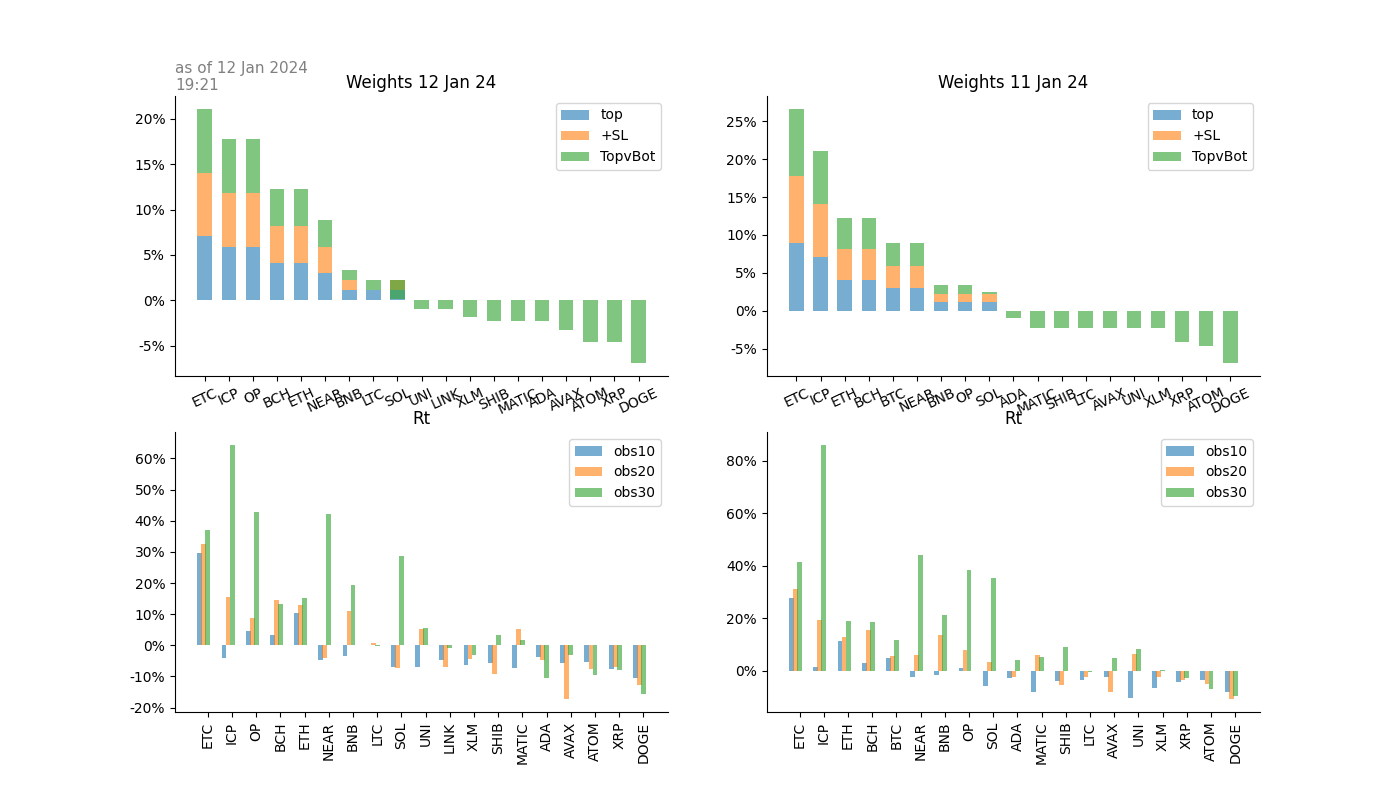 as of 12 Jan 2024
19:21
Weights 12 Jan 24
20%
15%
10%
5%
0%
-5%
top
+SL
TopvBot
ETC ICP OP BCH ETH NEAR BNB LTC SOL UNI LINK XLM SHIB MATIC ADA AVAX ATOM XRP DOGE
Weights 11 Jan 24
25%
20%
15%
10%
5%
0%
-5%
top
+SL
TopvBot
ETC ICP ETH BCH BTC NEAR BNB OP SOL ADA MATIC SHIB LTC AVAX UNI XLM XRP ATOM DOGE
Rt
60%
50%
40%
30%
20%
10%
0%
-10%
-20%
obs10
obs20
obs30
ETC ICP OP BCH ETH NEAR BNB LTC SOL UNI LINK XLM SHIB MATIC ADA AVAX ATOM XRP DOGE
Rt
80%
60%
40%
20%
0%
obs10
obs20
obs30
ETC ICP ETH BCH BTC NEAR BNB OP SOL ADA MATIC SHIB LTC AVAX UNI XLM XRP ATOM DOGE